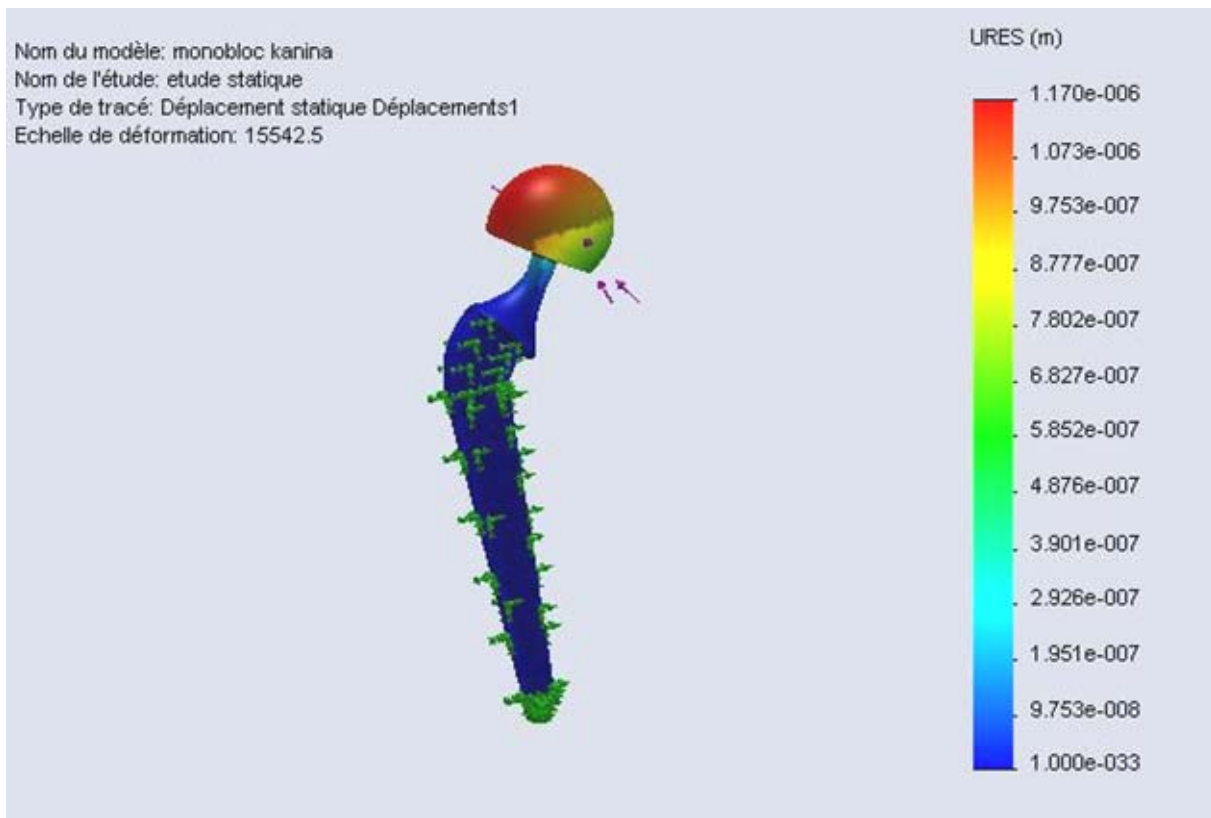 Nom du modèle: monobloc kanina
Nom de l'étude: etude statique
Type de tracé: Déplacement statique Déplacements1
Echelle de déformation: 15542.5
URES (m)
1.170e-006
1.073e-006
9.753e-007
8.777e-007
7.802e-007
6.827e-007
5.852e-007
4.876e-007
3.901e-007
2.926e-007
1.951e-007
9.753e-008
1.000e-033